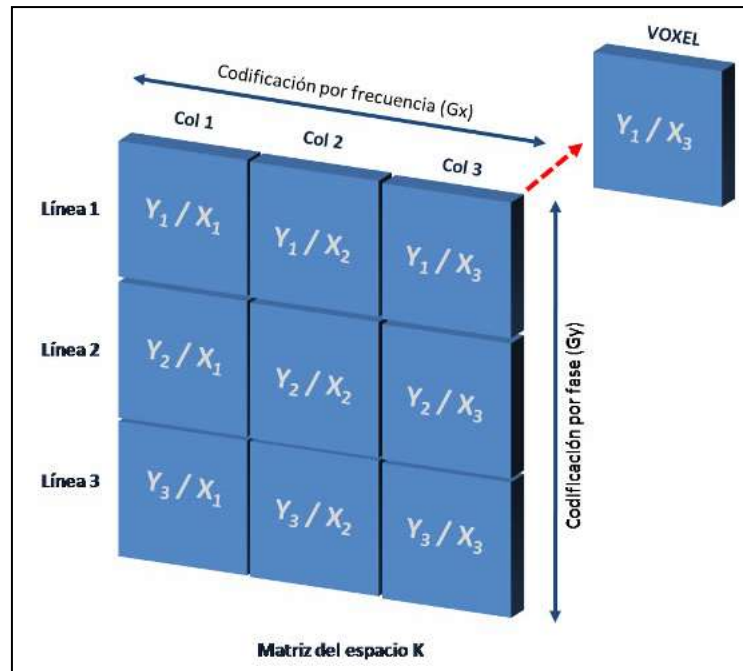 VOXEL
Y₁ / X₃
Codificación por frecuencia (Gx)
Col 1
Col 2
Col 3
Línea 1
Y₁ / X₁
Y₁ / X₂
Y₁ / X₃
Línea 2
Y₂ / X₁
Y₂ / X₂
Y₂ / X₃
Línea 3
Y₃ / X₁
Y₃ / X₂
Y₃ / X₃
Codificación por fase (Gy)
Matriz del espacio K